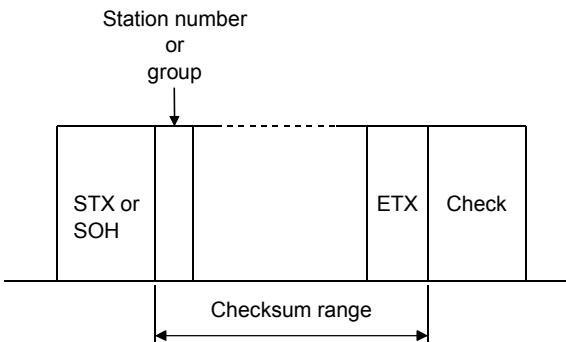 Station number
or
group
STX or
SOH
ETX
Check
Checksum range